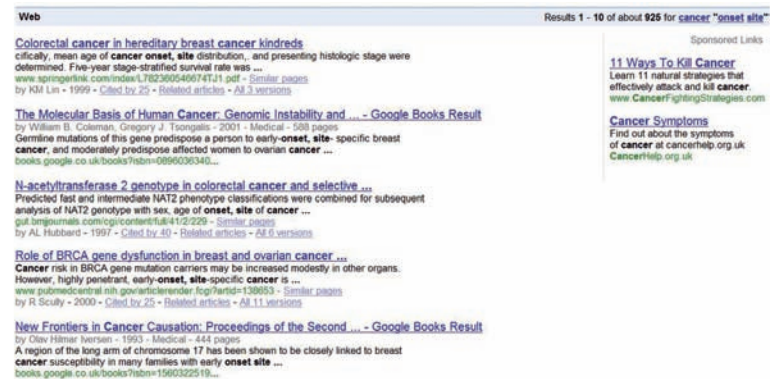 Web
Results 1 - 10 of about 925 for cancer "onset site"
Colorectal cancer in hereditary breast cancer kindreds
cifically, mean age of cancer onset, site distribution,. and presenting histologic stage were
determined. Five-year stage-stratified survival rate was ...
www.springerlink.com/index/L782360546674TJ1.pdf - Similar pages
by KM Lin - 1999 - Cited by 25 - Related articles - All 3 versions
The Molecular Basis of Human Cancer: Genomic Instability and ... - Google Books Result
by William B. Coleman, Gregory J. Tsongalis - 2001 - Medical - 588 pages
Germline mutations of this gene predispose a person to early-onset, site- specific breast
cancer, and moderately predispose affected women to ovarian cancer ...
books.google.co.uk/books?isbn=0896036340...
N-acetyltransferase 2 genotype in colorectal cancer and selective ...
Predicted fast and intermediate NAT2 phenotype classifications were combined for subsequent
analysis of NAT2 genotype with sex, age of onset, site of cancer ...
gut.bmjjournals.com/cgi/content/full/41/2/229 - Similar pages
by AL Hubbard - 1997 - Cited by 40 - Related articles - All 6 versions
Role of BRCA gene dysfunction in breast and ovarian cancer ...
Cancer risk in BRCA gene mutation carriers may be increased modestly in other organs.
However, highly penetrant, early-onset, site-specific cancer is ...
www.pubmedcentral.nih.gov/articlerender.fcgi?artid=138653 - Similar pages
by R Scully - 2000 - Cited by 25 - Related articles - All 11 versions
New Frontiers in Cancer Causation: Proceedings of the Second ... - Google Books Result
by Olav Hilmar Iversen - 1993 - Medical - 444 pages
A region of the long arm of chromosome 17 has been shown to be closely linked to breast
cancer susceptibility in many families with early onset site ...
books.google.co.uk/books?isbn=1560322519...
Sponsored Links
11 Ways To Kill Cancer
Learn 11 natural strategies that
effectively attack and kill cancer.
www.CancerFightingStrategies.com
Cancer Symptoms
Find out about the symptoms
of cancer at cancerhelp.org.uk
CancerHelp.org.uk